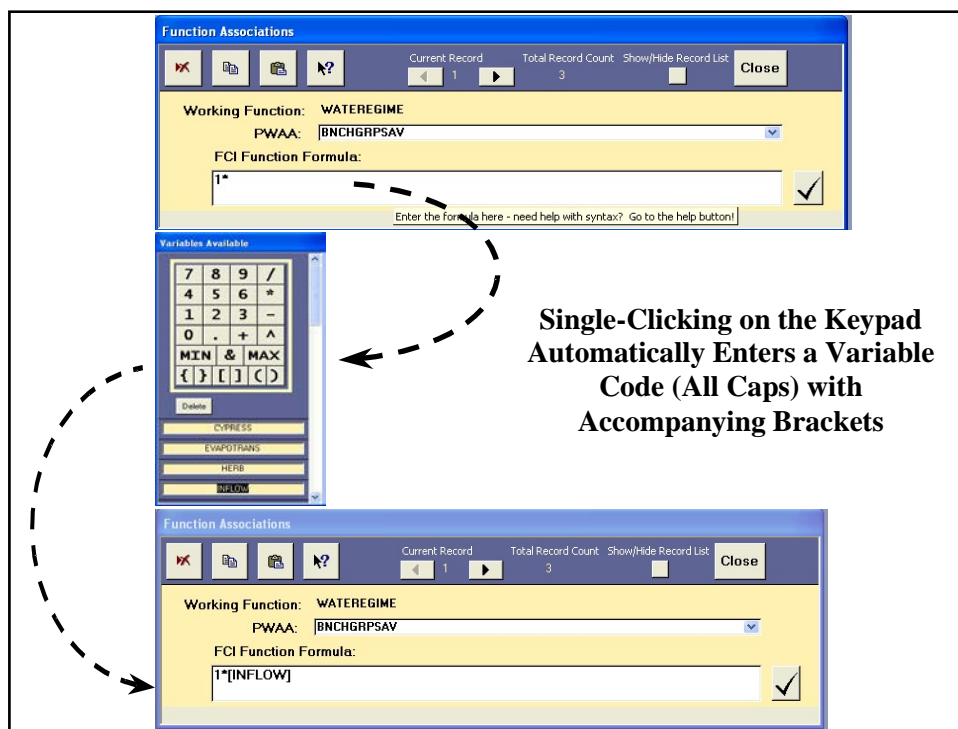 Function Associations
Current Record
Total Record Count
Show/Hide Record List
1
3
Close
Working Function: WATEREGIME
PWAA: BNCHGRPSAV
FCI Function Formula:
1*
Enter the formula here - need help with syntax? Go to the help button!
Variables Available
7 8 9 /
4 5 6 *
1 2 3 -
0 . + ^
MIN & MAX
{ } [ ] ( )
Delete
CYPRESS
EVAPOTRANS
HERB
INFLOW
Single-Clicking on the Keypad
Automatically Enters a Variable
Code (All Caps) with
Accompanying Brackets
Function Associations
Current Record
Total Record Count
Show/Hide Record List
1
3
Close
Working Function: WATEREGIME
PWAA: BNCHGRPSAV
FCI Function Formula:
1*[INFLOW]